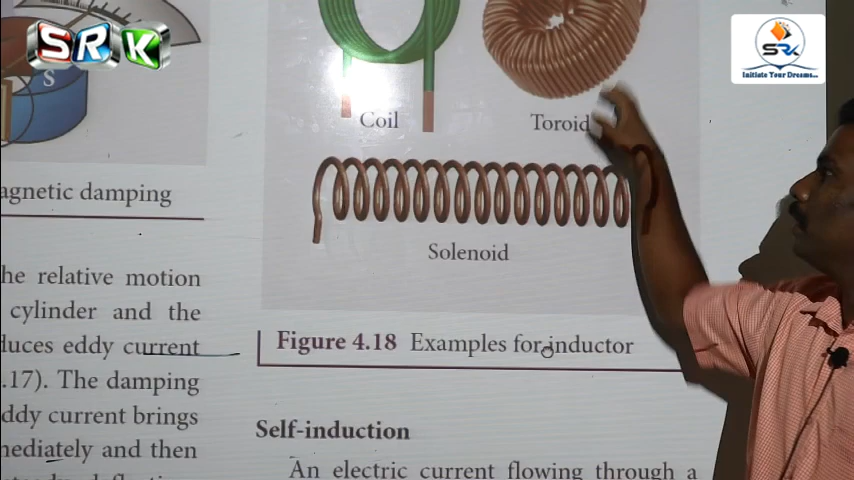 SRK
SRK
Initiate Your Dreams...
S
Coil
Toroid
agnetic damping
Solenoid
he relative motion
cylinder and the
duces eddy current
.17). The damping
ddy current brings
mediately and then
Figure 4.18 Examples for inductor
Self-induction
An electric current flowing through a